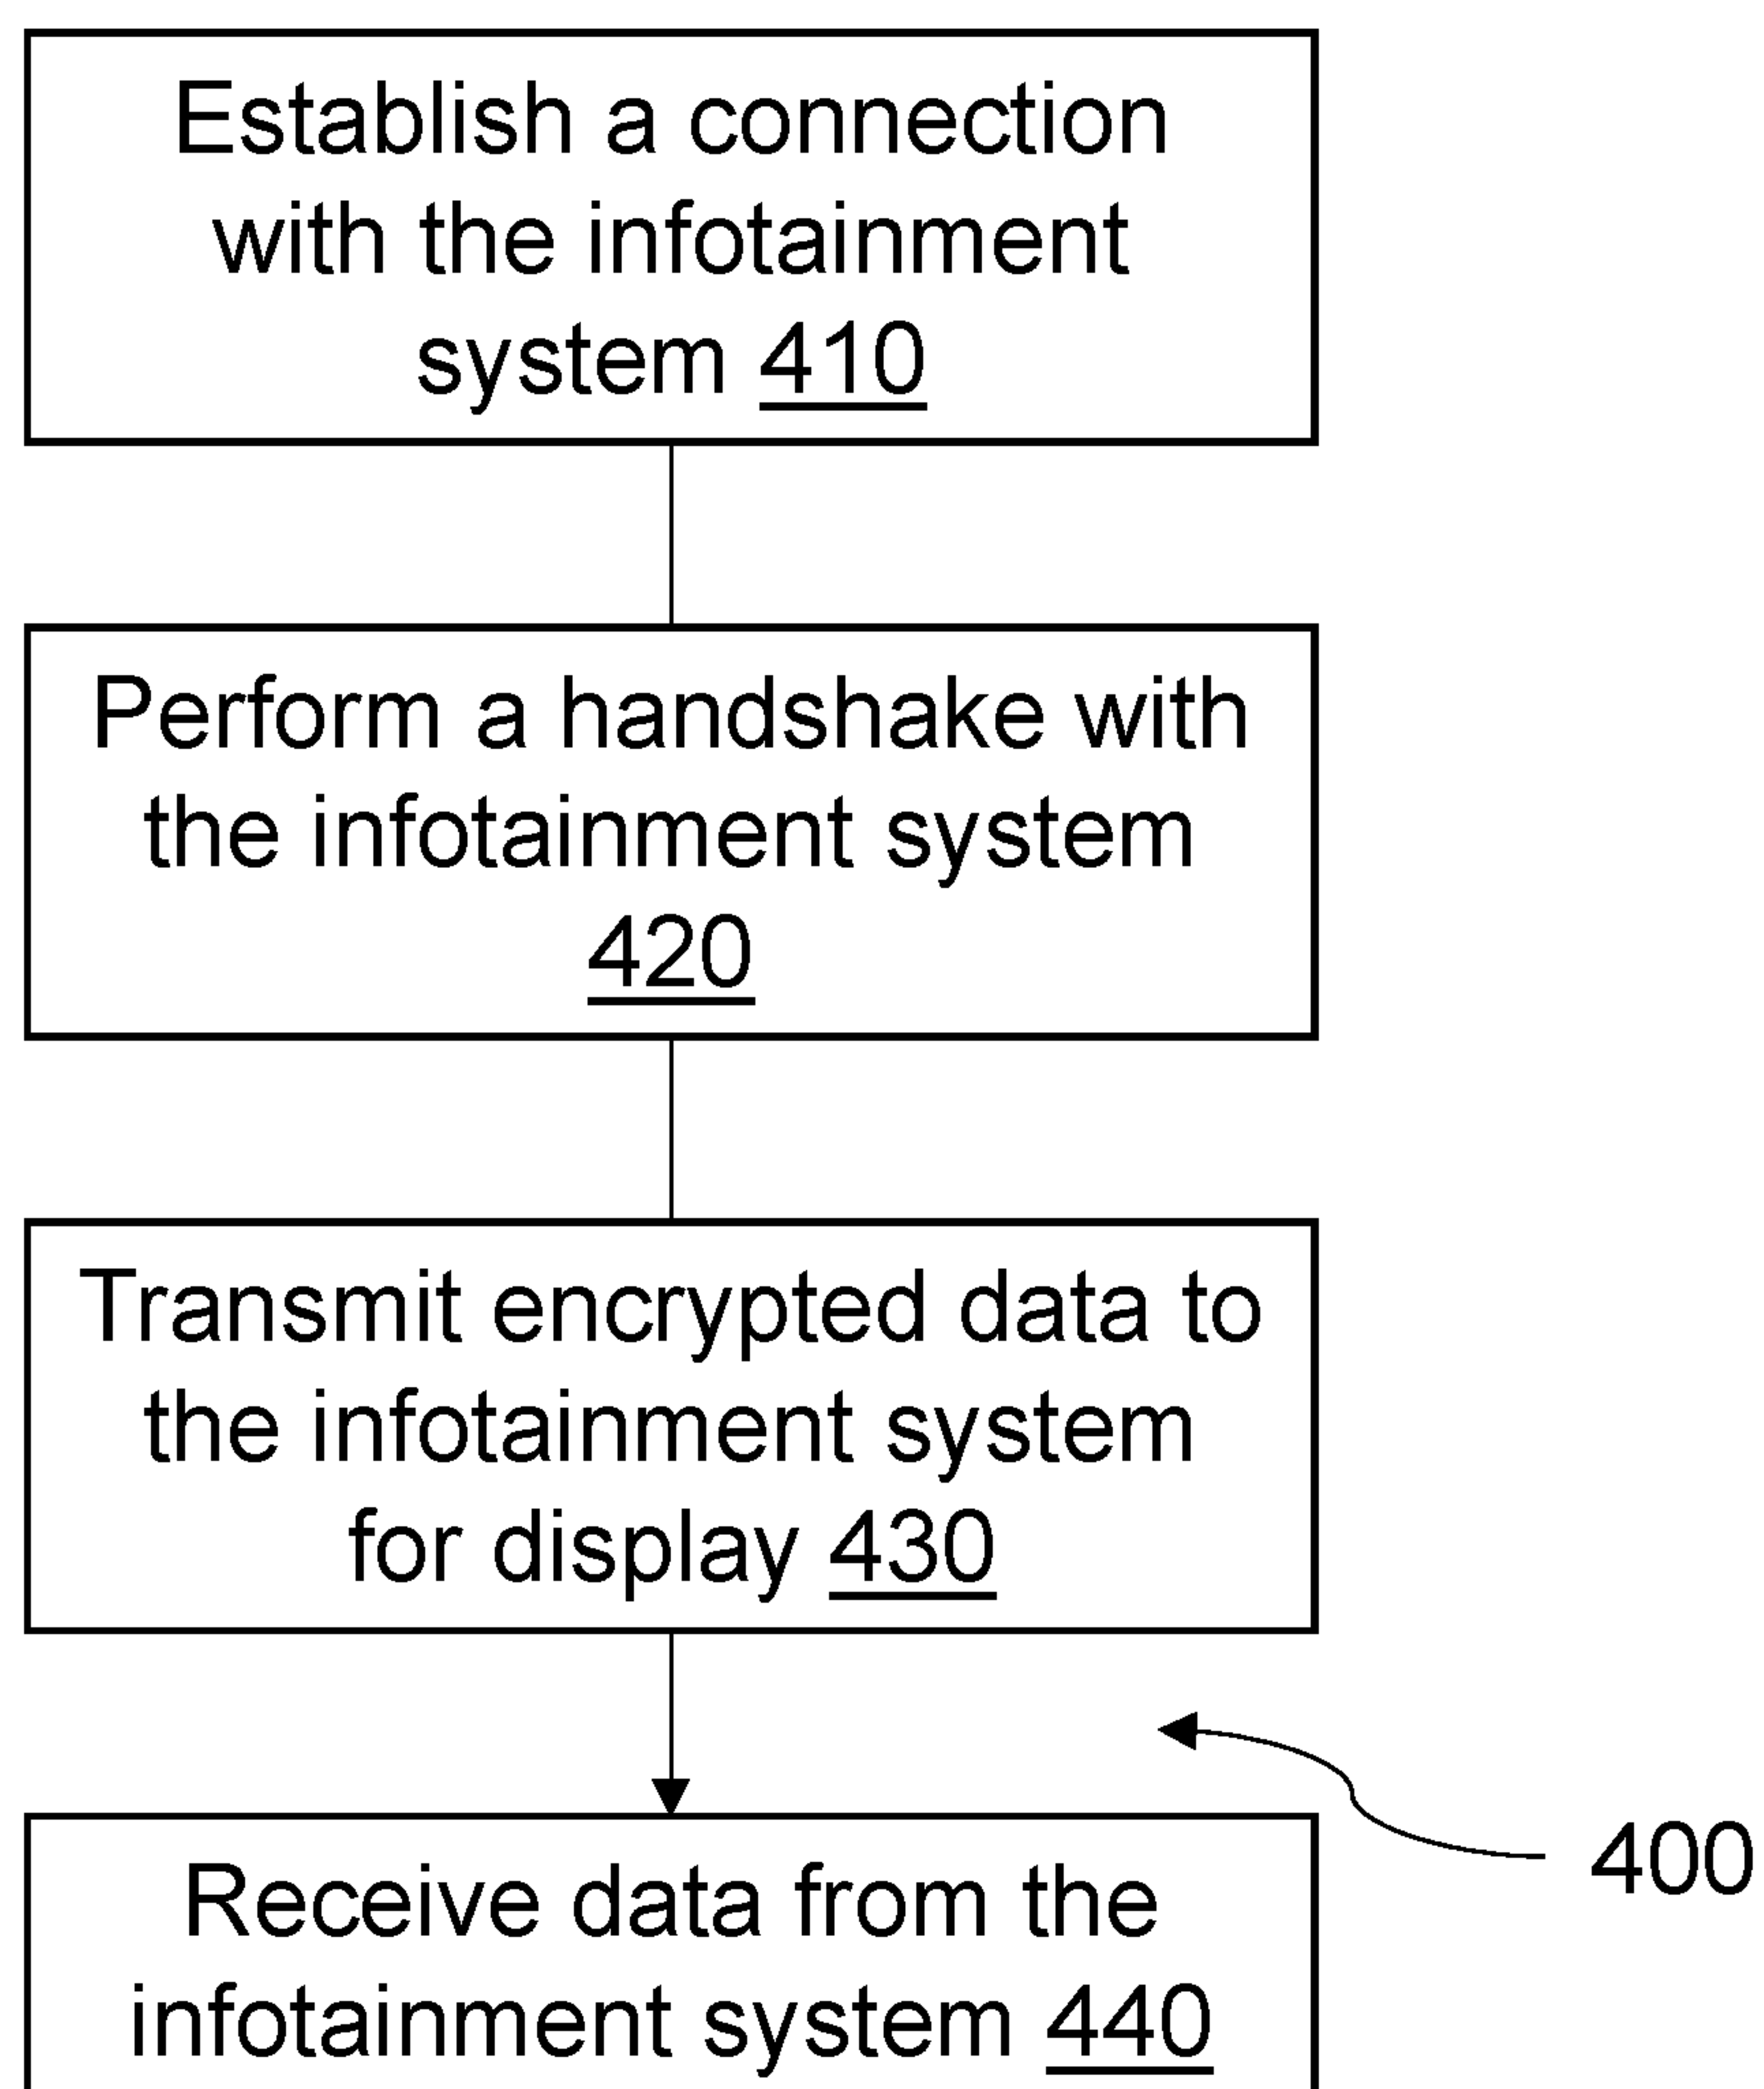 Establish a connection
with the infotainment
system 410
Perform a handshake with
the infotainment system
420
Transmit encrypted data to
the infotainment system
for display 430
400
Receive data from the
infotainment system 440